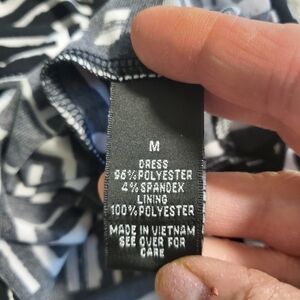 M
DRESS
96% POLYESTER
4% SPANDEX
LINING
100% POLYESTER
MADE IN VIETNAM
SEE OVER FOR
CARE